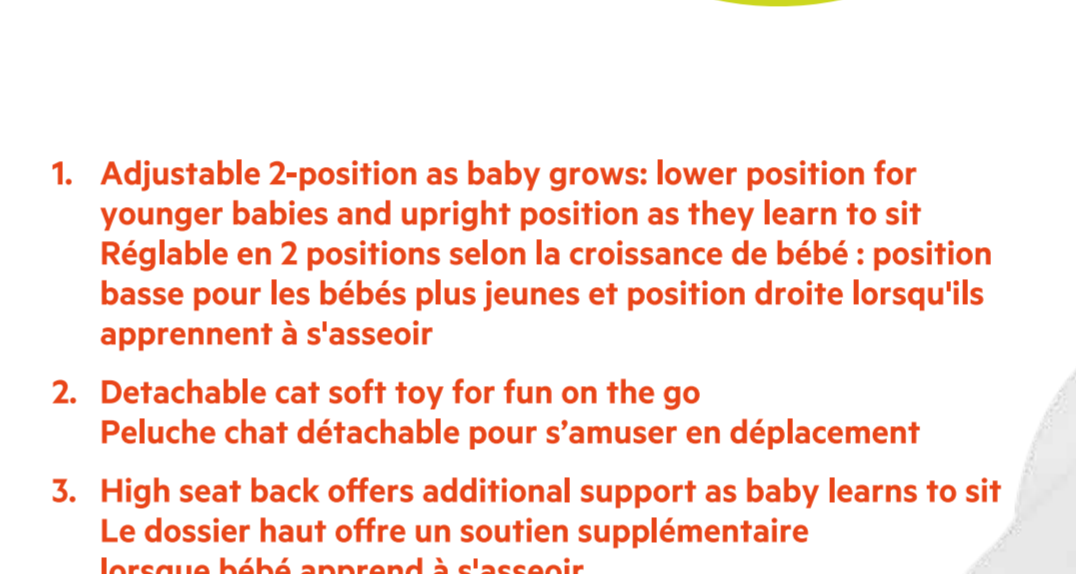 1. Adjustable 2-position as baby grows: lower position for
younger babies and upright position as they learn to sit
Réglable en 2 positions selon la croissance de bébé : position
basse pour les bébés plus jeunes et position droite lorsqu'ils
apprennent à s'asseoir
2. Detachable cat soft toy for fun on the go
Peluche chat détachable pour s’amuser en déplacement
3. High seat back offers additional support as baby learns to sit
Le dossier haut offre un soutien supplémentaire
lorsque bébé apprend à s'asseoir